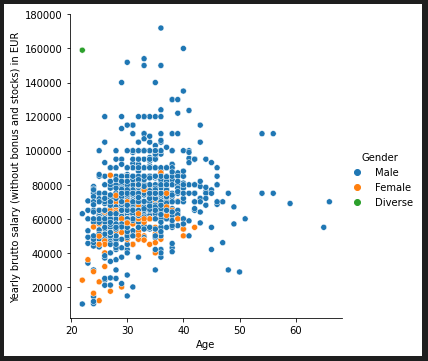 180000
160000
140000
120000
100000
80000
60000
40000
20000
Yearly brutto salary (without bonus and stocks) in EUR
20
30
40
50
60
Age
Gender
Male
Female
Diverse